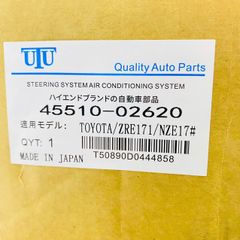 UTU
Quality Auto Parts
STEERING SYSTEM AIR CONDITIONING SYSTEM
ハイエンドブランドの自動車部品
45510-02620
適用モデル: TOYOTA/ZRE171/NZE17#
QYT: 1
MADE IN JAPAN
T50890D0444858